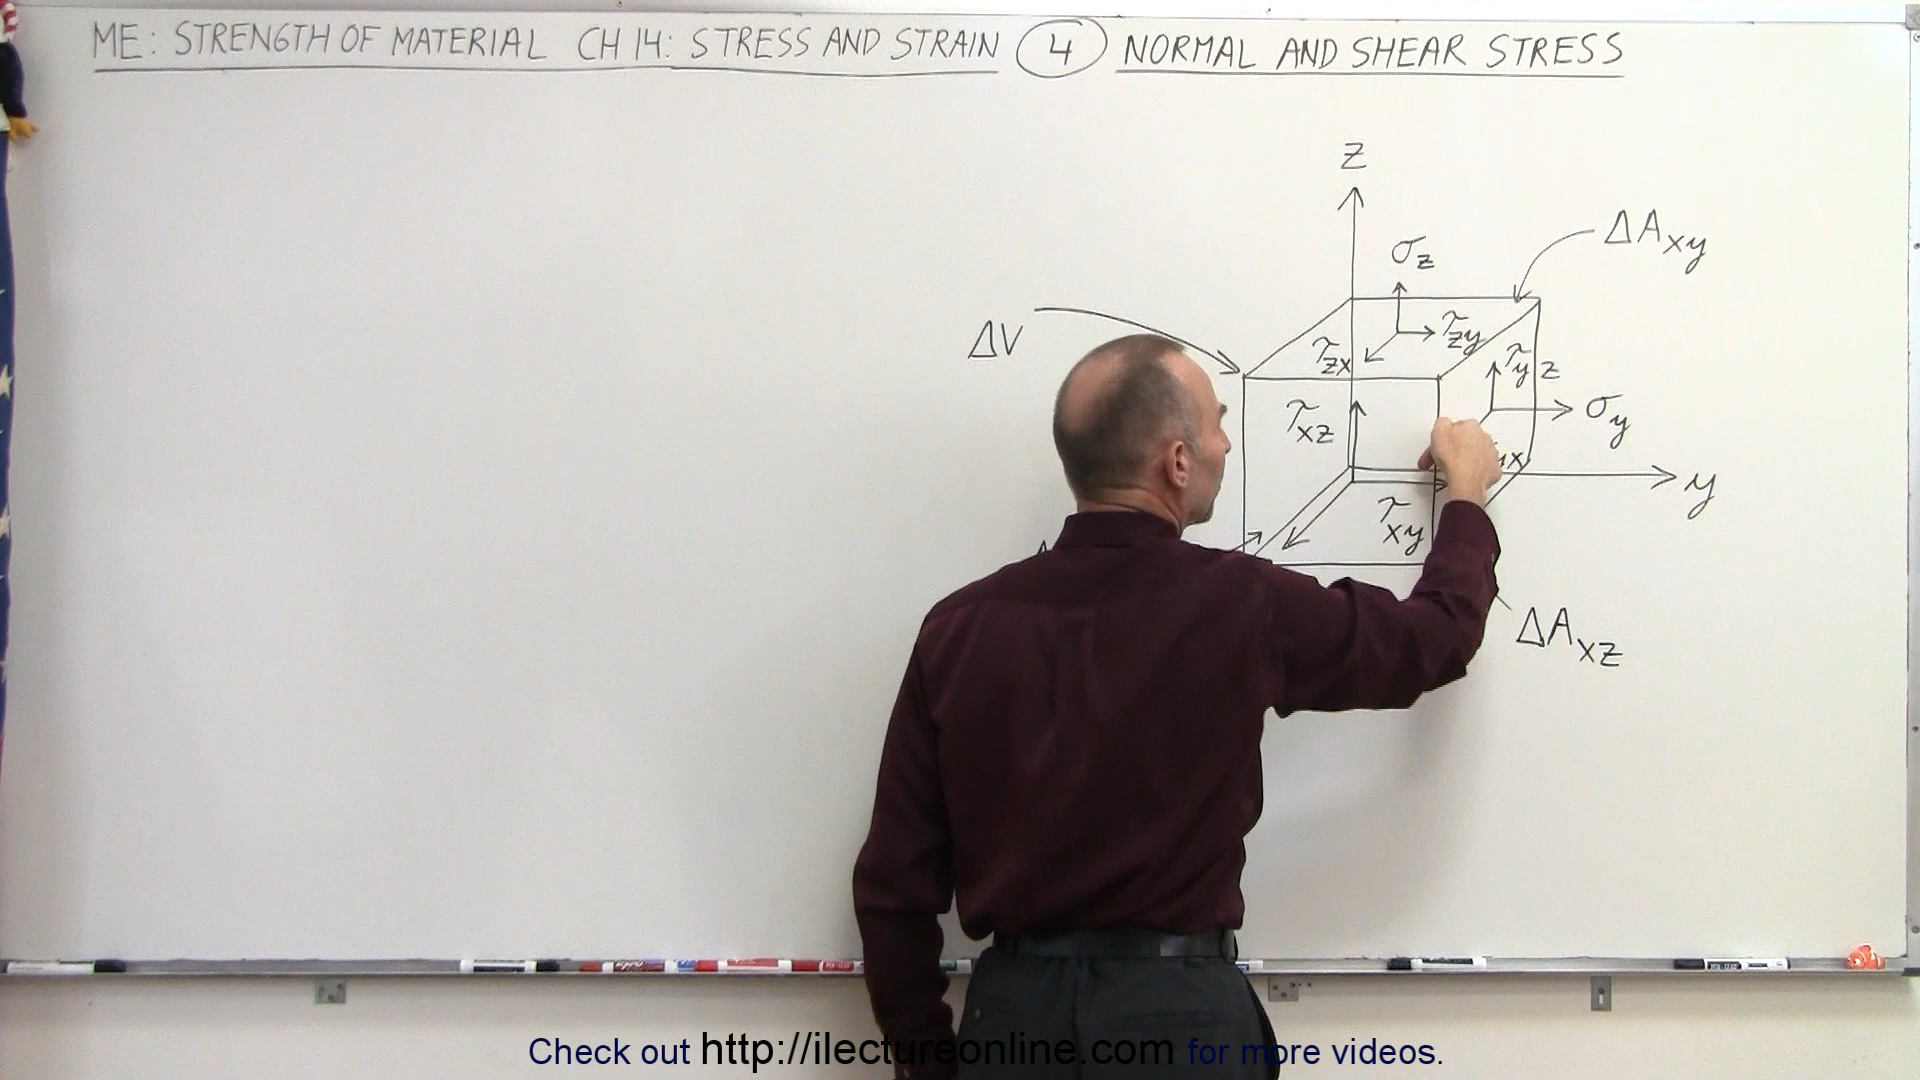 ME: STRENGTH OF MATERIAL CH 14: STRESS AND STRAIN 4 NORMAL AND SHEAR STRESS
z
ΔA_xy
σ_z
ΔV
τ_zy
τ_zx
τ_yz
τ_xz
σ_y
y
τ_xy
ΔA_xz
Check out http://ilectureonline.com for more videos.